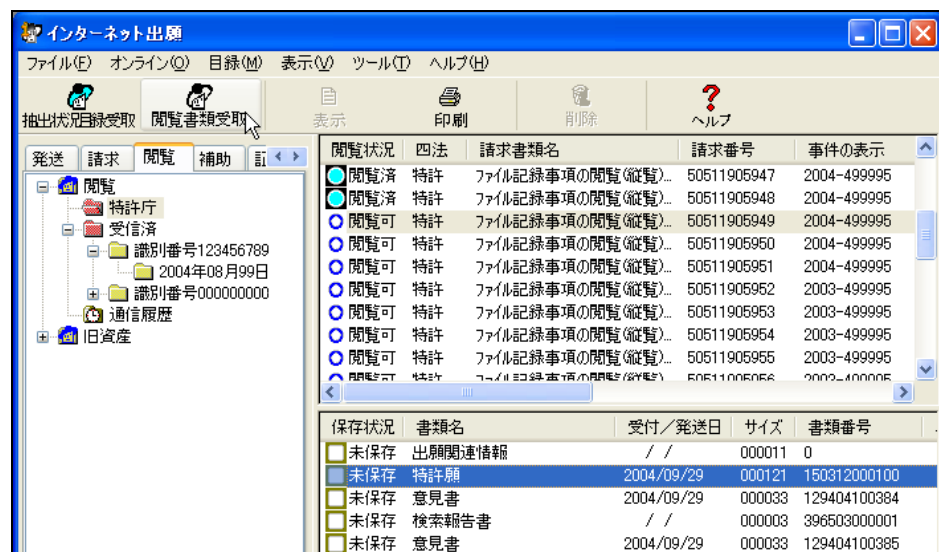 インターネット出願
ファイル(F) オンライン(O) 目録(M) 表示(V) ツール(T) ヘルプ(H)
抽出状況目録受取 閲覧書類受取 表示 印刷 削除 ヘルプ
発送 請求 閲覧 補助
閲覧
特許庁
受信済
識別番号123456789
2004年08月99日
識別番号000000000
通信履歴
旧資産
閲覧状況 四法 請求書類名 請求番号 事件の表示
閲覧済 特許 ファイル記録事項の閲覧(縦覧)... 50511905947 2004-499995
閲覧済 特許 ファイル記録事項の閲覧(縦覧)... 50511905948 2004-499995
閲覧可 特許 ファイル記録事項の閲覧(縦覧)... 50511905949 2004-499995
閲覧可 特許 ファイル記録事項の閲覧(縦覧)... 50511905950 2004-499995
閲覧可 特許 ファイル記録事項の閲覧(縦覧)... 50511905951 2004-499995
閲覧可 特許 ファイル記録事項の閲覧(縦覧)... 50511905952 2003-499995
閲覧可 特許 ファイル記録事項の閲覧(縦覧)... 50511905953 2003-499995
閲覧可 特許 ファイル記録事項の閲覧(縦覧)... 50511905954 2003-499995
閲覧可 特許 ファイル記録事項の閲覧(縦覧)... 50511905955 2003-499995
保存状況 書類名 受付／発送日 サイズ 書類番号
未保存 出願関連情報 / / 000011 0
未保存 特許願 2004/09/29 000121 150312000100
未保存 意見書 2004/09/29 000033 129404100384
未保存 検索報告書 / / 000003 396503000001
未保存 意見書 2004/09/29 000033 129404100385